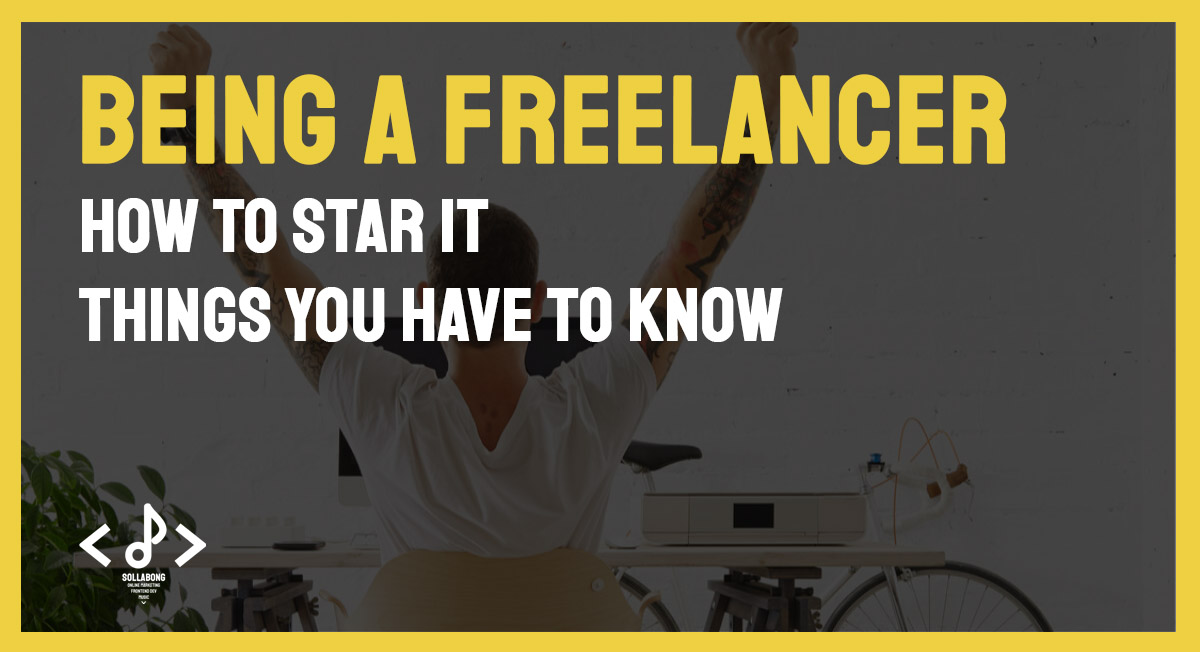 BEING A FREELANCER
HOW TO STAR IT
THINGS YOU HAVE TO KNOW
SOLLABONG
ONLINE MARKETING
FRONTEND DEV
MUSIC